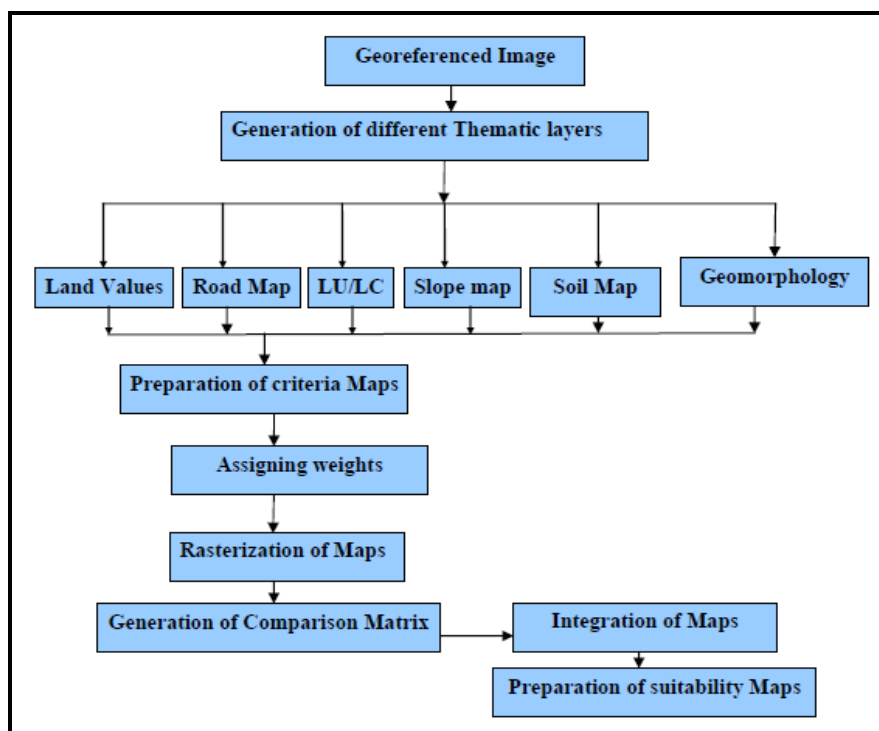 Georeferenced Image
Generation of different Thematic layers
Land Values
Road Map
LU/LC
Slope map
Soil Map
Geomorphology
Preparation of criteria Maps
Assigning weights
Rasterization of Maps
Generation of Comparison Matrix
Integration of Maps
Preparation of suitability Maps